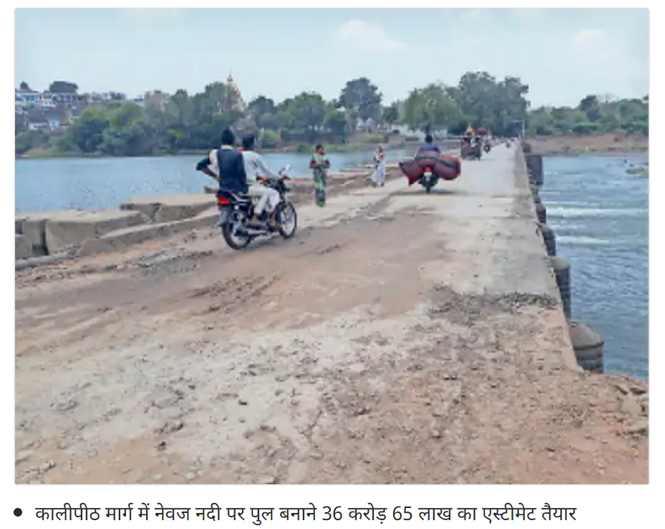 कालीपीठ मार्ग में नेवज नदी पर पुल बनाने 36 करोड़ 65 लाख का एस्टीमेट तैयार